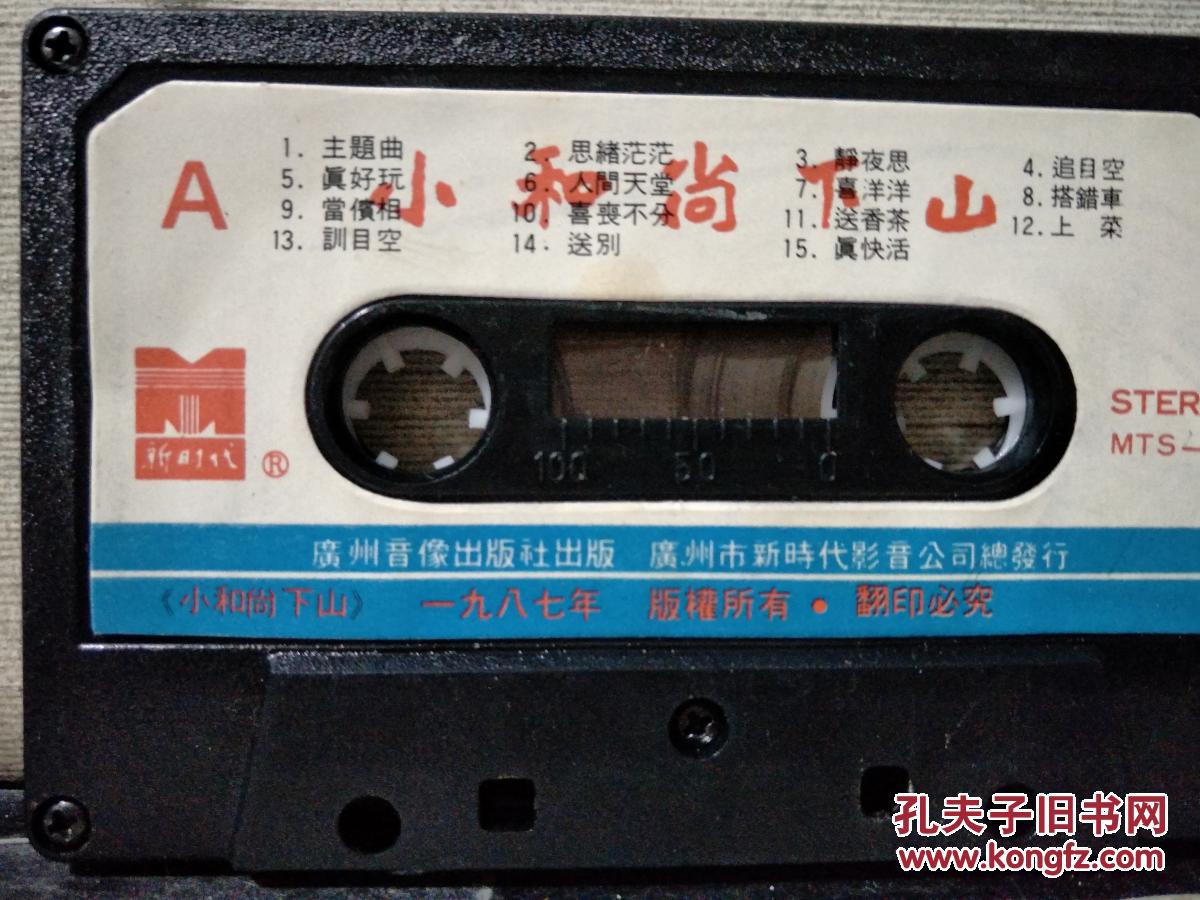 A
小和尚下山
1. 主題曲 2. 思緒茫茫 3. 靜夜思 4. 追目空
5. 眞好玩 6. 人間天堂 7. 喜洋洋 8. 搭錯車
9. 當儐相 10. 喜喪不分 11. 送香茶 12. 上 菜
13. 訓目空 14. 送別 15. 眞快活
新时代 ®
100 50 0
STER
MTS-
廣州音像出版社出版 廣州市新時代影音公司總發行
《小和尙下山》 一九八七年 版權所有·翻印必究
孔夫子旧书网
www.kongfz.com